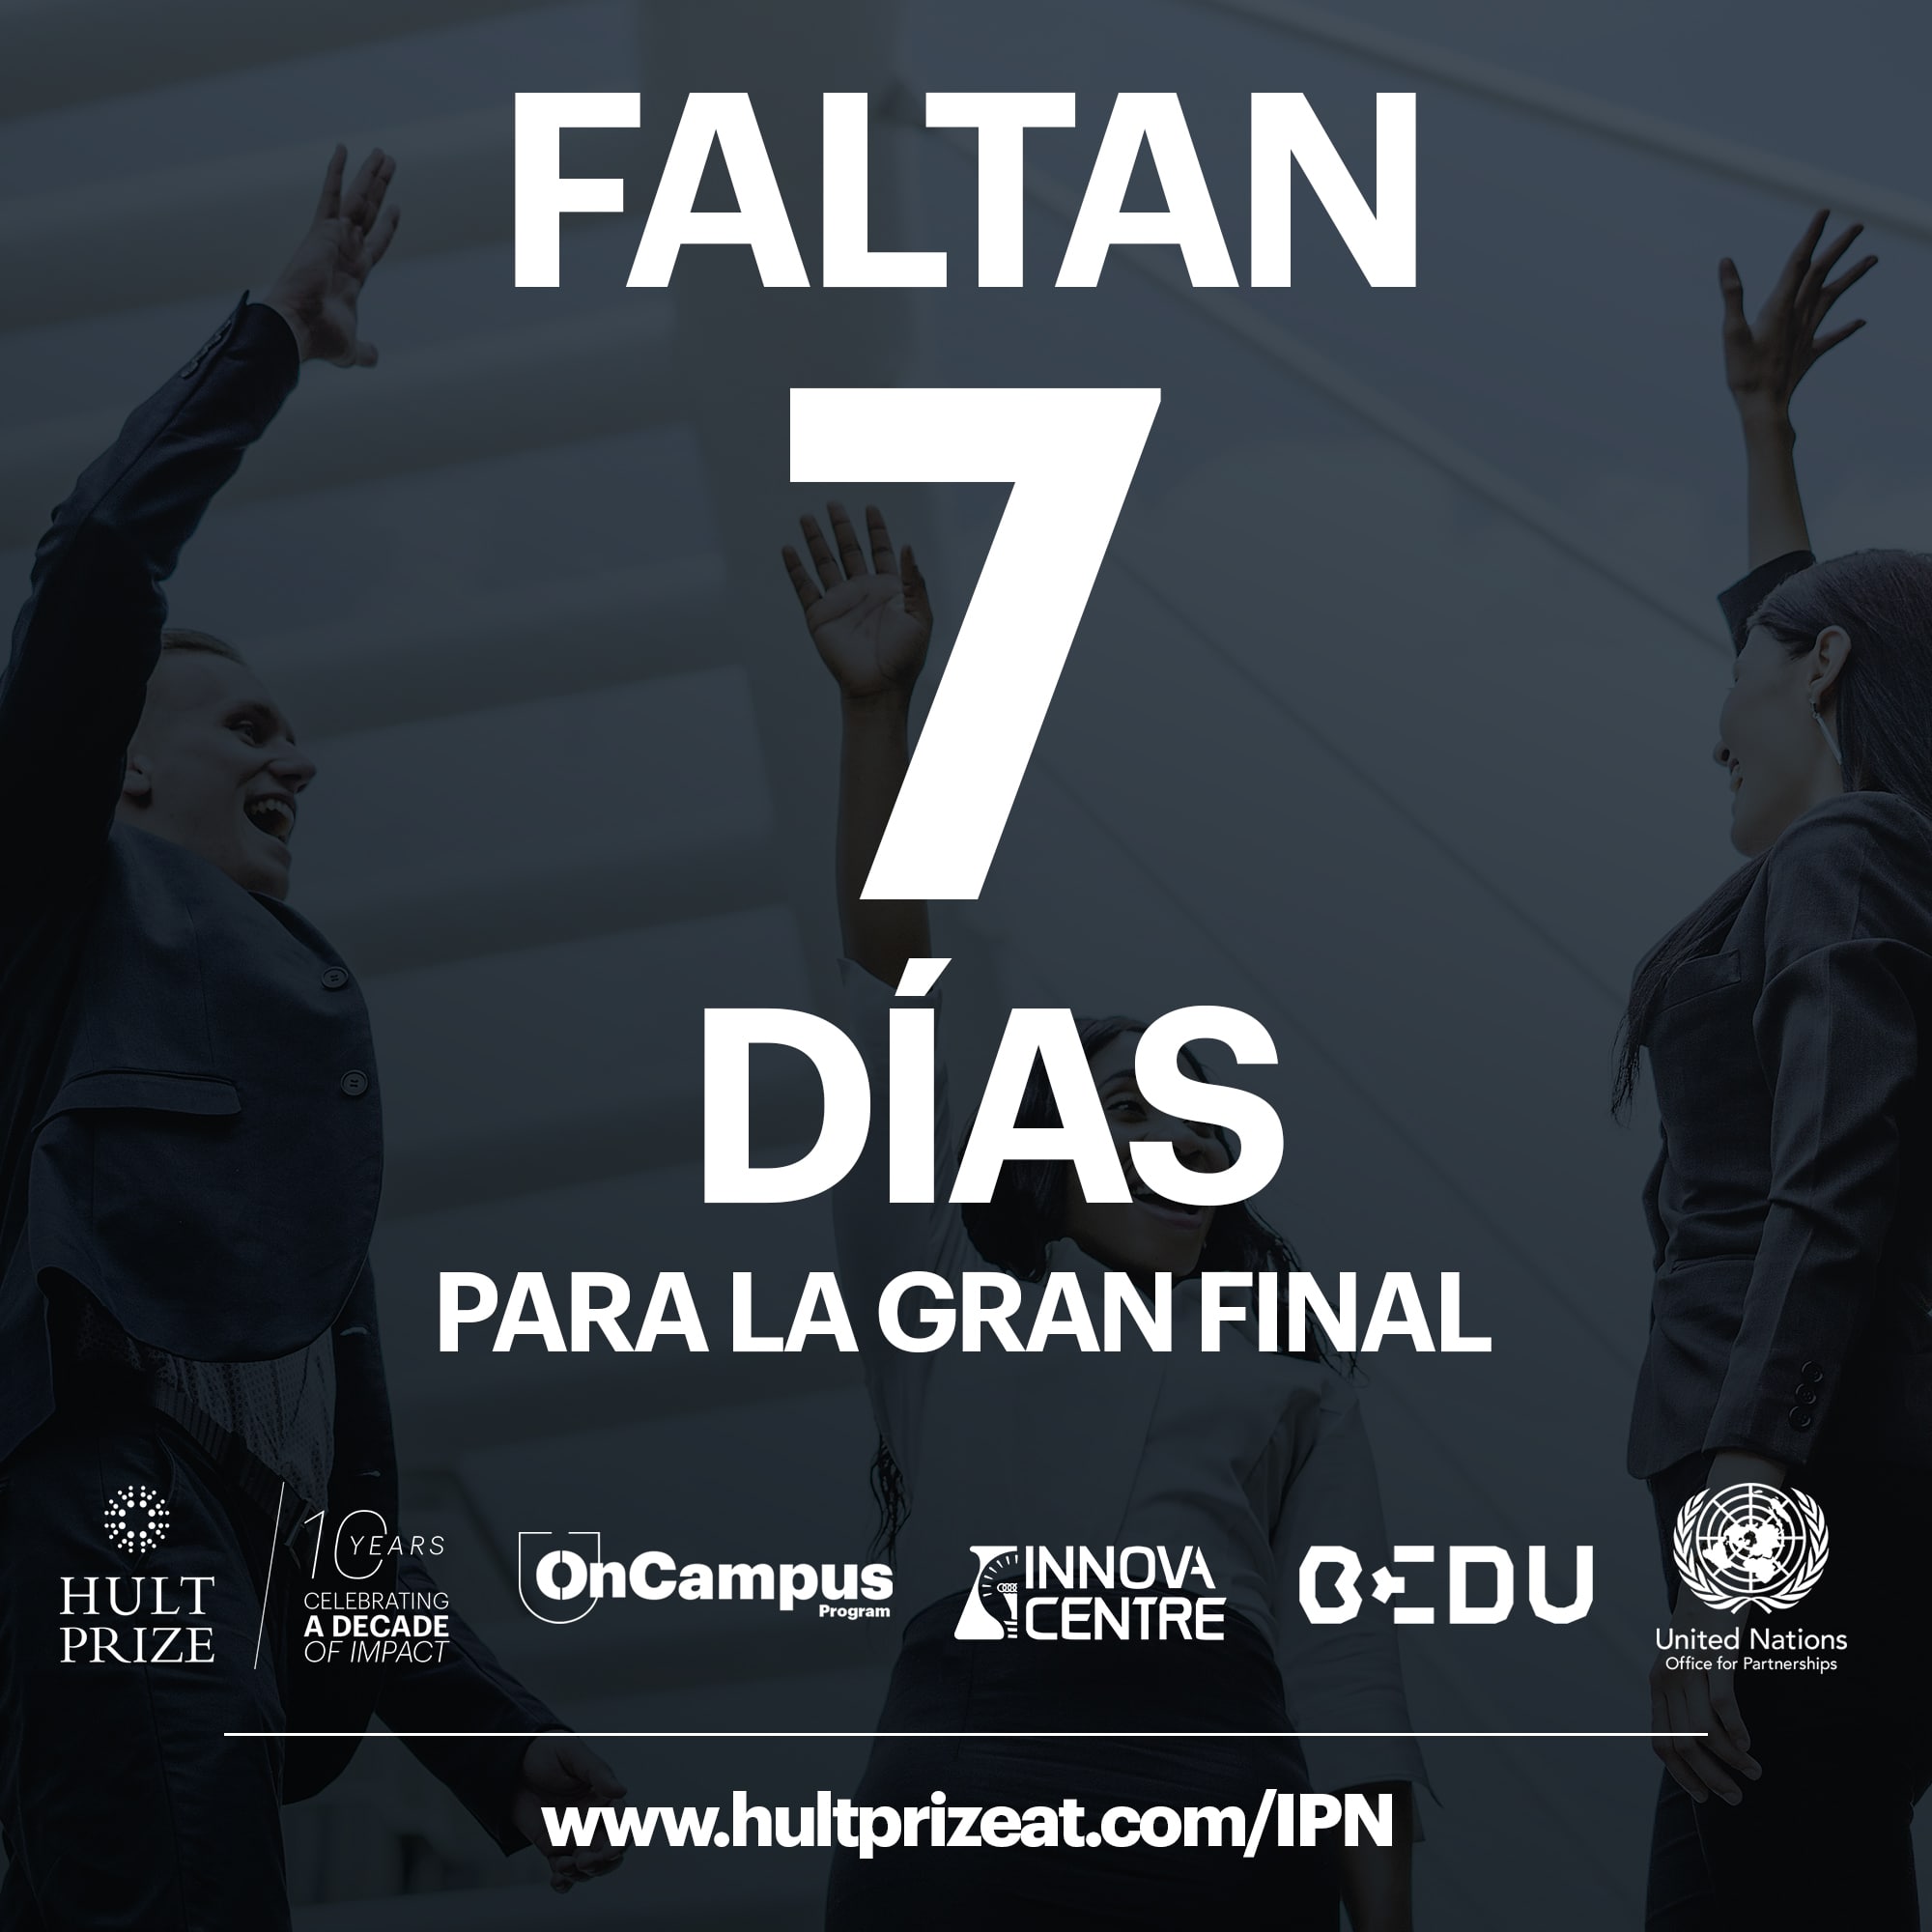 FALTAN
7
DÍAS
PARA LA GRAN FINAL
HULT
PRIZE
10 YEARS
CELEBRATING
A DECADE
OF IMPACT
OnCampus
Program
INNOVA
CENTRE
BEDU
United Nations
Office for Partnerships
www.hultprizeat.com/IPN